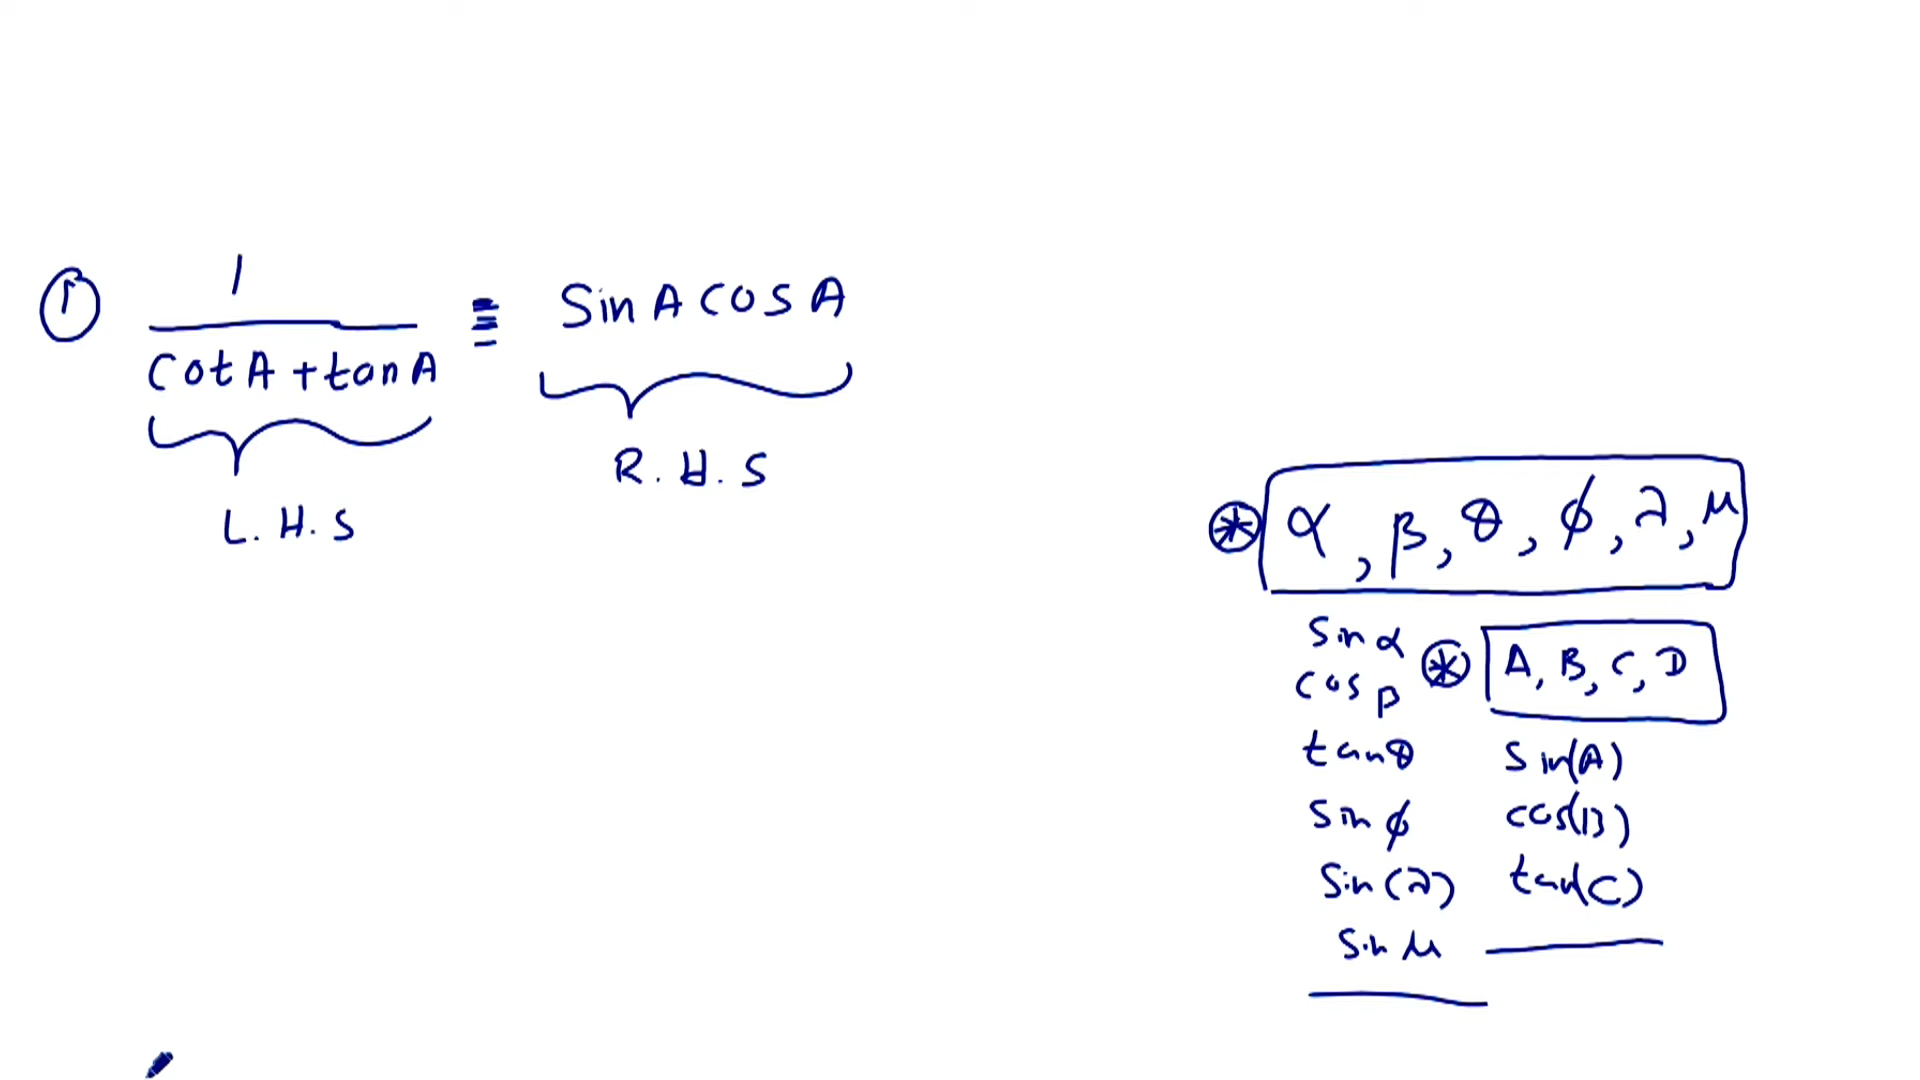 ① 1 / (cot A + tan A) ≡ sin A cos A
L.H.S
R.H.S
⊛ α, β, θ, ϕ, λ, μ
sin α
cos β
tan θ
sin ϕ
sin(λ)
sin μ
⊛ A, B, C, D
sin(A)
cos(B)
tan(C)